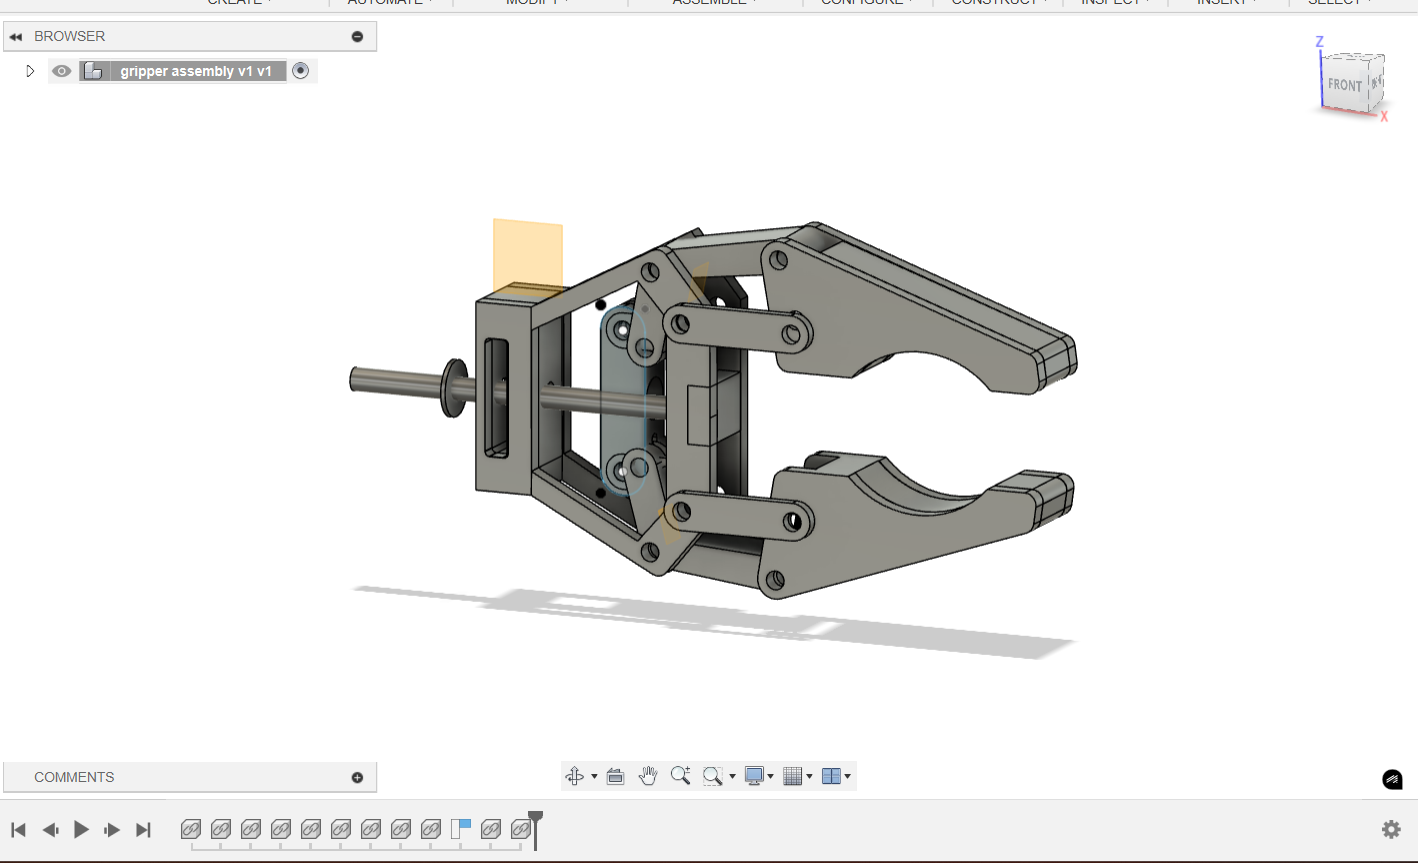 CREATE AUTOMATE MODIFY ASSEMBLE CONFIGURE CONSTRUCT INSPECT INSERT SELECT
BROWSER
gripper assembly v1 v1
Z
FRONT
X
COMMENTS